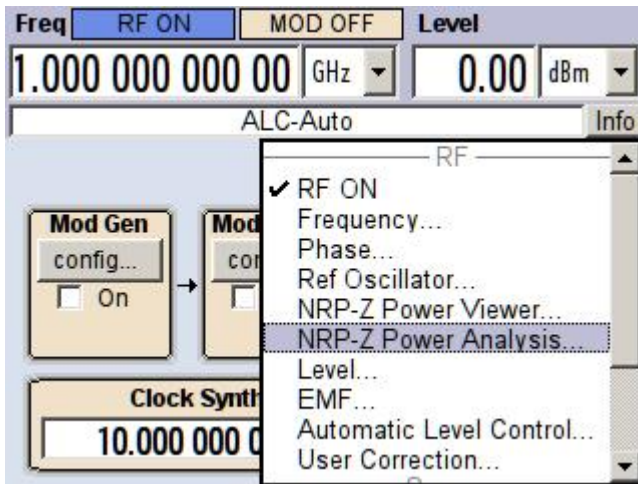 Freq RF ON MOD OFF Level
1.000 000 000 00 GHz 0.00 dBm
ALC-Auto Info
RF
RF ON
Frequency...
Phase...
Ref Oscillator...
NRP-Z Power Viewer...
NRP-Z Power Analysis...
Level...
EMF...
Automatic Level Control...
User Correction...
Mod Gen Mod
config... con
On
Clock Synth
10.000 000 0